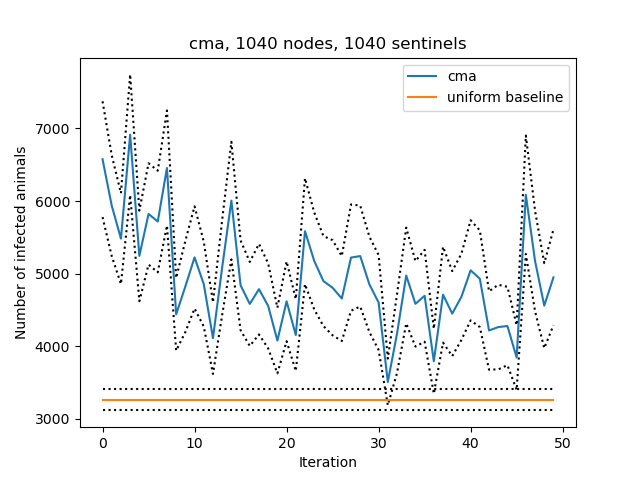 cma, 1040 nodes, 1040 sentinels
cma
uniform baseline
Number of infected animals
7000
6000
5000
4000
3000
0 10 20 30 40 50
Iteration